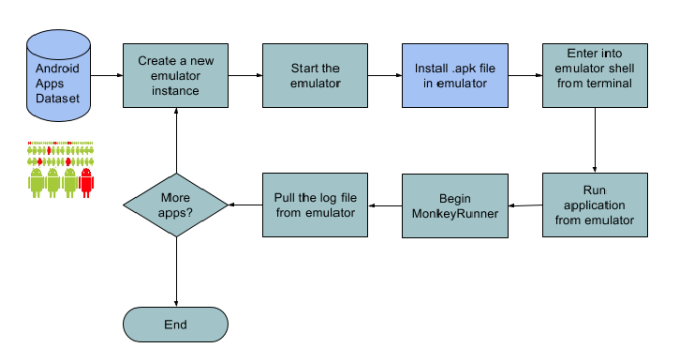 Android
Apps
Dataset
Create a new
emulator
instance
Start the
emulator
Install .apk file
in emulator
Enter into
emulator shell
from terminal
Run
application
from emulator
Begin
MonkeyRunner
Pull the log file
from emulator
More
apps?
End